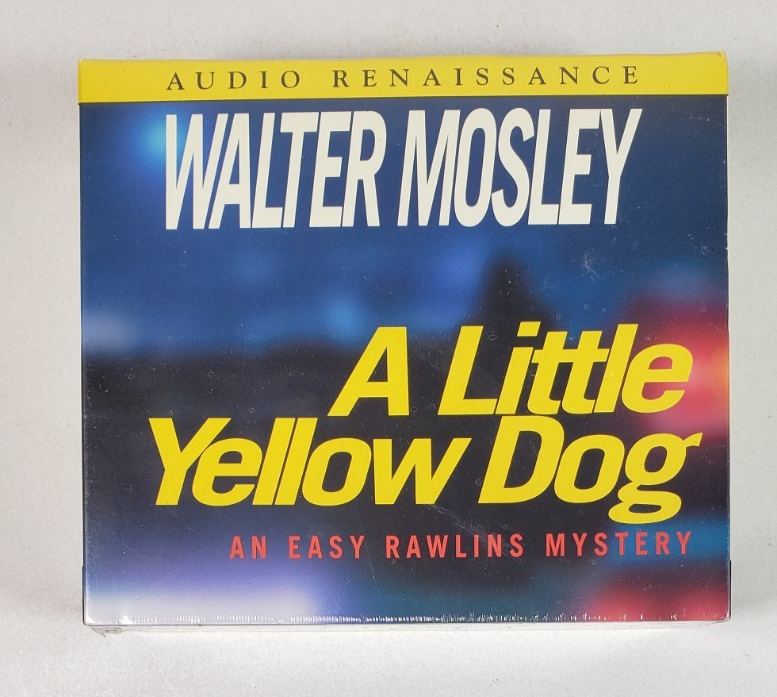 AUDIO RENAISSANCE
WALTER MOSLEY
A Little
Yellow Dog
AN EASY RAWLINS MYSTERY